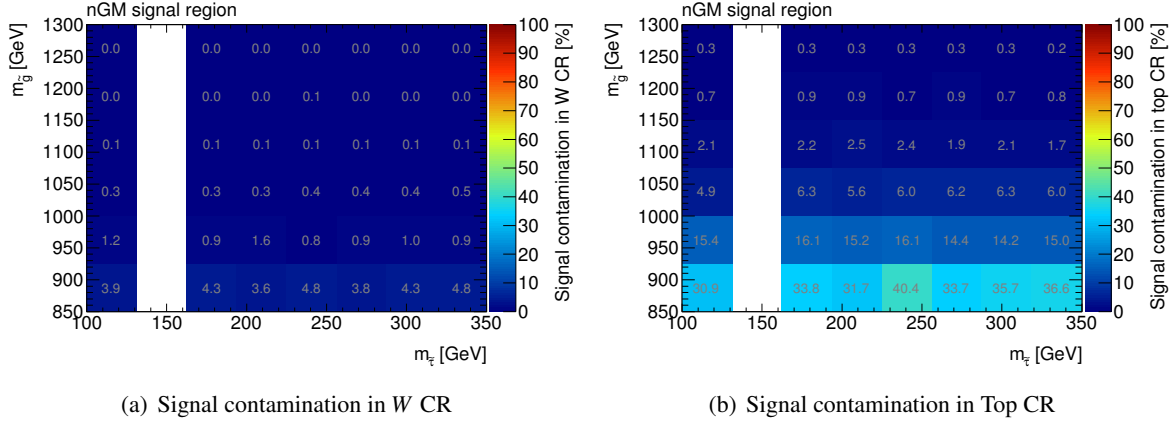 nGM signal region
m_g̃ [GeV]
1300
1250
1200
1150
1100
1050
1000
950
900
850
0.0 0.0 0.0 0.0 0.0 0.0 0.0
0.0 0.0 0.0 0.1 0.0 0.0 0.0
0.1 0.1 0.1 0.1 0.1 0.1 0.1
0.3 0.3 0.3 0.4 0.4 0.4 0.5
1.2 0.9 1.6 0.8 0.9 1.0 0.9
3.9 4.3 3.6 4.8 3.8 4.3 4.8
100 150 200 250 300 350
m_τ̃ [GeV]
100
90
80
70
60
50
40
30
20
10
0
Signal contamination in W CR [%]
(a) Signal contamination in W CR
nGM signal region
m_g̃ [GeV]
1300
1250
1200
1150
1100
1050
1000
950
900
850
0.3 0.3 0.3 0.3 0.3 0.3 0.2
0.7 0.9 0.9 0.7 0.9 0.7 0.8
2.1 2.2 2.5 2.4 1.9 2.1 1.7
4.9 6.3 5.6 6.0 6.2 6.3 6.0
15.4 16.1 15.2 16.1 14.4 14.2 15.0
30.9 33.8 31.7 40.4 33.7 35.7 36.6
100 150 200 250 300 350
m_τ̃ [GeV]
100
90
80
70
60
50
40
30
20
10
0
Signal contamination in top CR [%]
(b) Signal contamination in Top CR